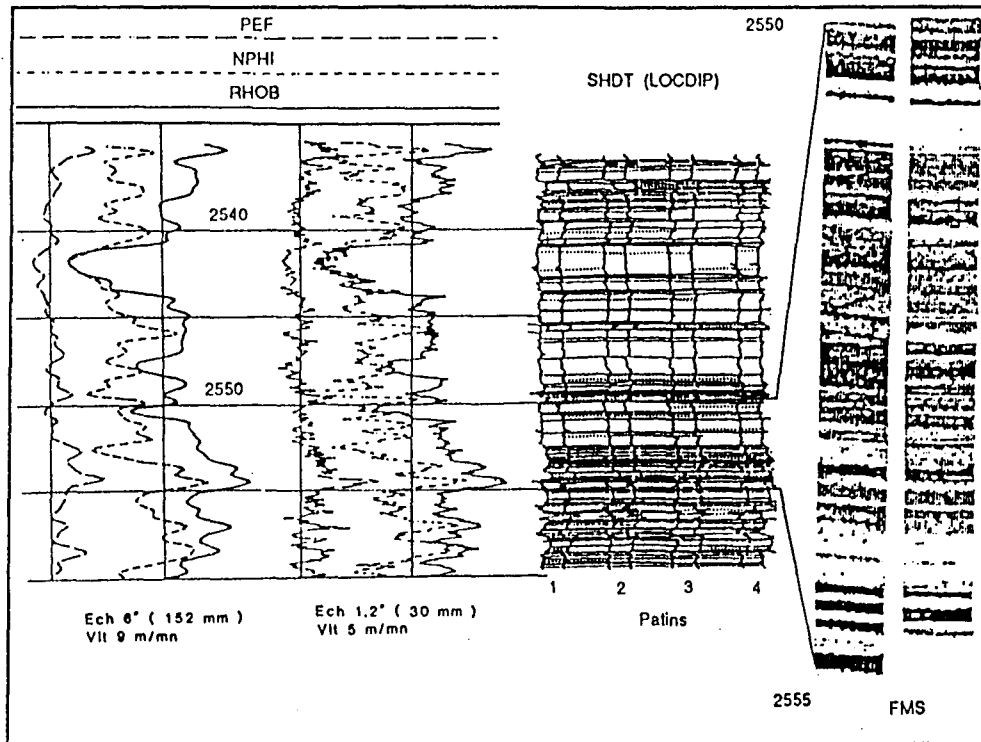 PEF
NPHI
RHOB
SHDT (LOCDIP)
2550
2540
2550
1 2 3 4
Patins
Ech 6" ( 152 mm )
Vit 9 m/mn
Ech 1,2" ( 30 mm )
Vit 5 m/mn
2555
FMS